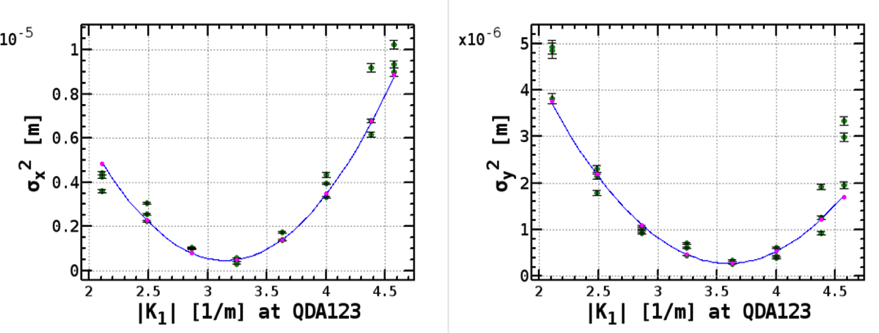 10⁻⁵
1
0.8
0.6
0.4
0.2
0
σx² [m]
2 2.5 3 3.5 4 4.5
|K₁| [1/m] at QDA123
x10⁻⁶
5
4
3
2
1
0
σy² [m]
2 2.5 3 3.5 4 4.5
|K₁| [1/m] at QDA123